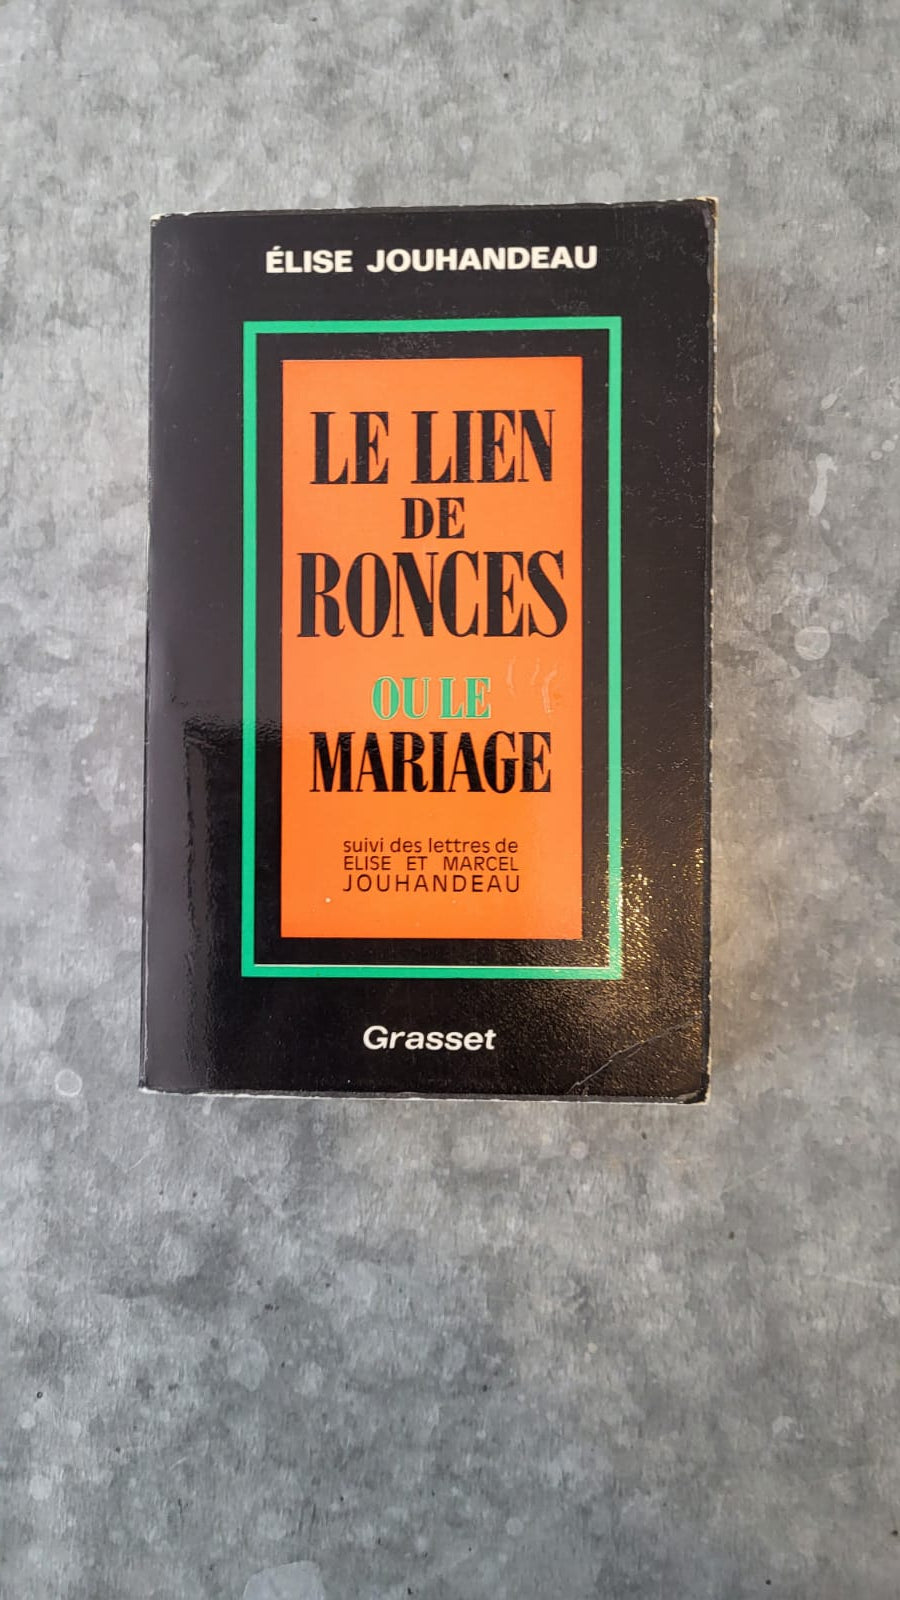 ÉLISE JOUHANDEAU
LE LIEN
DE
RONCES
OU LE
MARIAGE
suivi des lettres de
ELISE ET MARCEL
JOUHANDEAU
Grasset